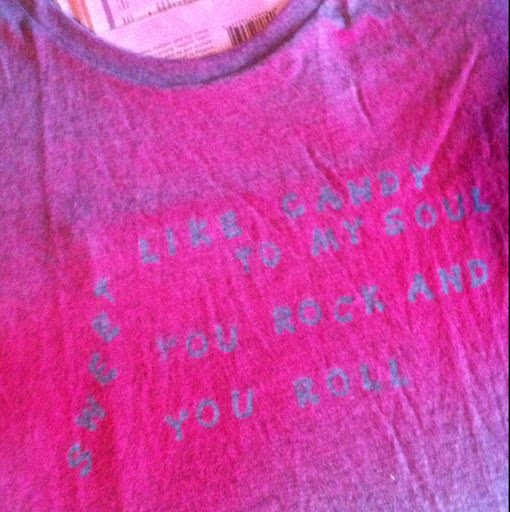 SWEET
LIKE CANDY
TO MY SOUL
YOU ROCK AND
YOU ROLL